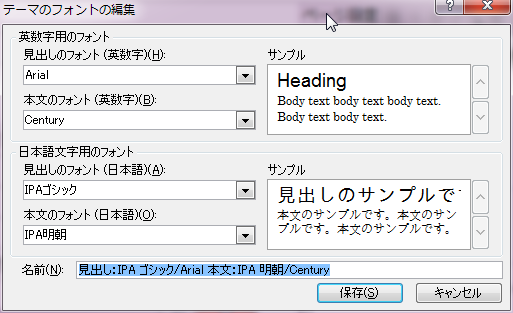 テーマのフォントの編集
英数字用のフォント
見出しのフォント (英数字)(H):
Arial
本文のフォント (英数字)(B):
Century
サンプル
Heading
Body text body text body text.
Body text body text.
日本語文字用のフォント
見出しのフォント (日本語)(A):
IPAゴシック
本文のフォント (日本語)(O):
IPA明朝
サンプル
見出しのサンプルで
本文のサンプルです。本文のサン
プルです。本文のサンプルです。
名前(N):
見出し:IPA ゴシック/Arial 本文:IPA 明朝/Century
保存(S)
キャンセル